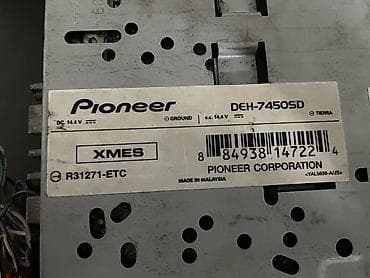 Pioneer DEH-7450SD
DC 14.4 V ⎓ ⊖ GROUND c.c. 14.4 V ⎓ ⊖ TIERRA
XMES
8 84938 14722 4
⊖ R31271-ETC PIONEER CORPORATION
MADE IN MALAYSIA